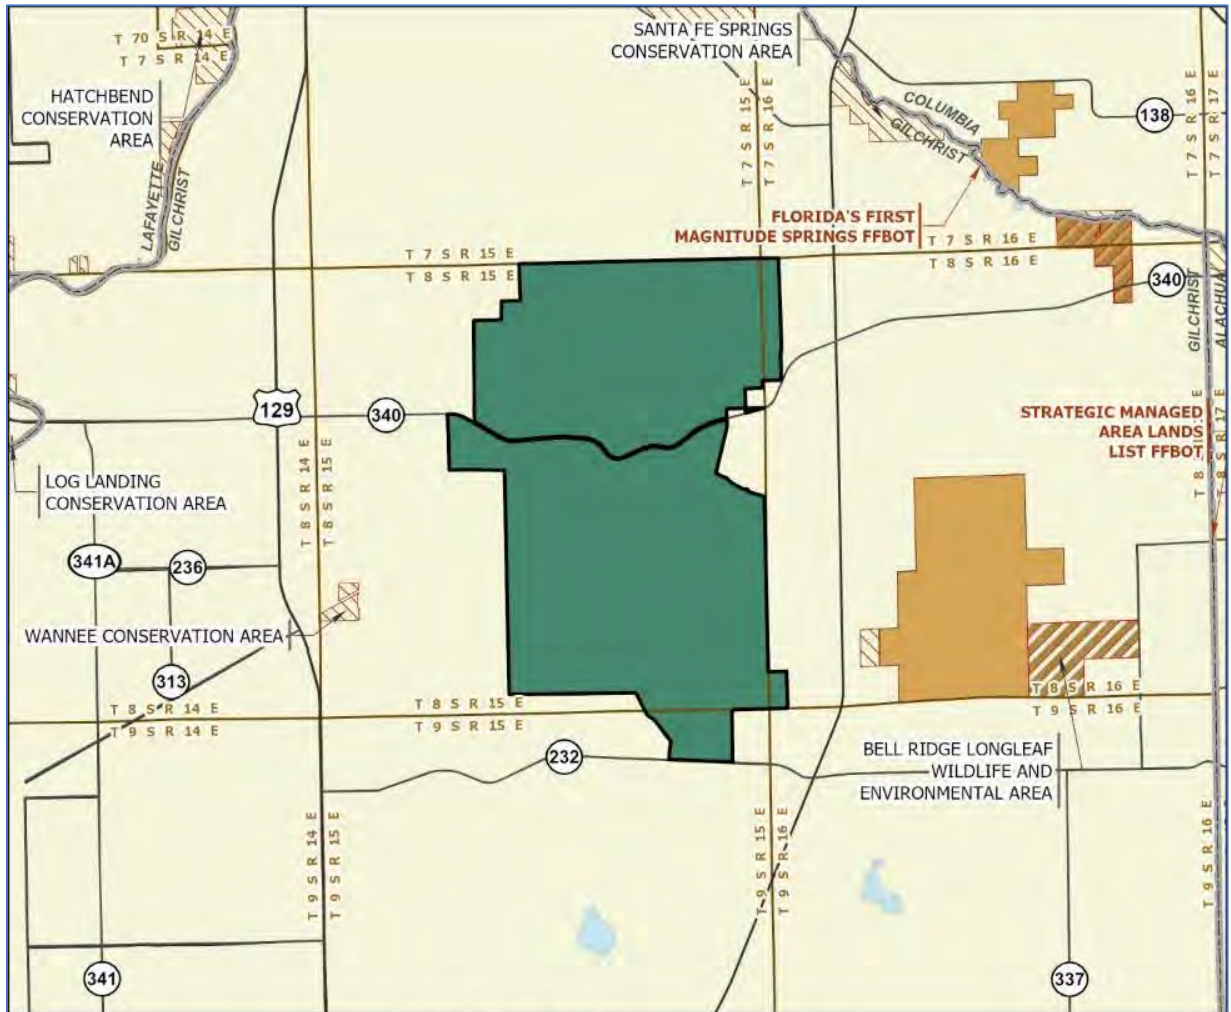 T 70 S R 14 E
T 7 S R 14 E
HATCHBEND
CONSERVATION
AREA
LAFAYETTE
GILCHRIST
SANTA FE SPRINGS
CONSERVATION AREA
T 7 S R 15 E
T 7 S R 16 E
COLUMBIA
GILCHRIST
138
T 7 S R 16 E
T 7 S R 17 E
FLORIDA'S FIRST
MAGNITUDE SPRINGS FFBOT
T 7 S R 15 E
T 8 S R 15 E
T 7 S R 16 E
T 8 S R 16 E
340
GILCHRIST
ALACHUA
129
340
STRATEGIC MANAGED
AREA LANDS
LIST FFBOT
LOG LANDING
CONSERVATION AREA
T 8 S R 14 E
T 8 S R 15 E
341A
236
WANNEE CONSERVATION AREA
313
T 8 S R 14 E
T 9 S R 14 E
T 8 S R 15 E
T 9 S R 15 E
T 8 S R 16 E
T 9 S R 16 E
232
BELL RIDGE LONGLEAF
WILDLIFE AND
ENVIRONMENTAL AREA
T 9 S R 14 E
T 9 S R 15 E
T 9 S R 15 E
T 9 S R 16 E
T 9 S R 16 E
341
337